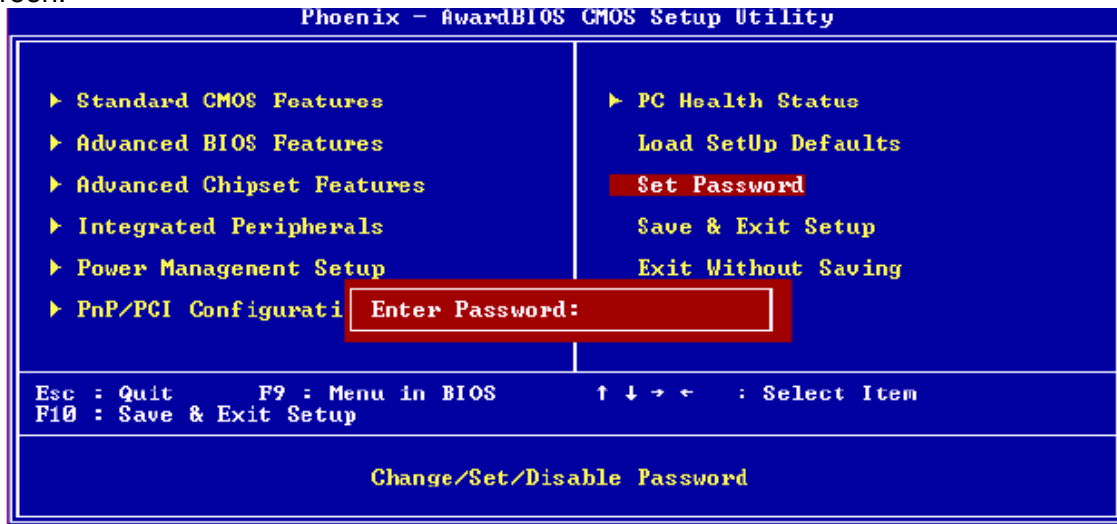 reen.
Phoenix - AwardBIOS CMOS Setup Utility
Standard CMOS Features
Advanced BIOS Features
Advanced Chipset Features
Integrated Peripherals
Power Management Setup
PnP/PCI Configurati
PC Health Status
Load SetUp Defaults
Set Password
Save & Exit Setup
Exit Without Saving
Enter Password:
Esc : Quit F9 : Menu in BIOS ↑ ↓ → ← : Select Item
F10 : Save & Exit Setup
Change/Set/Disable Password